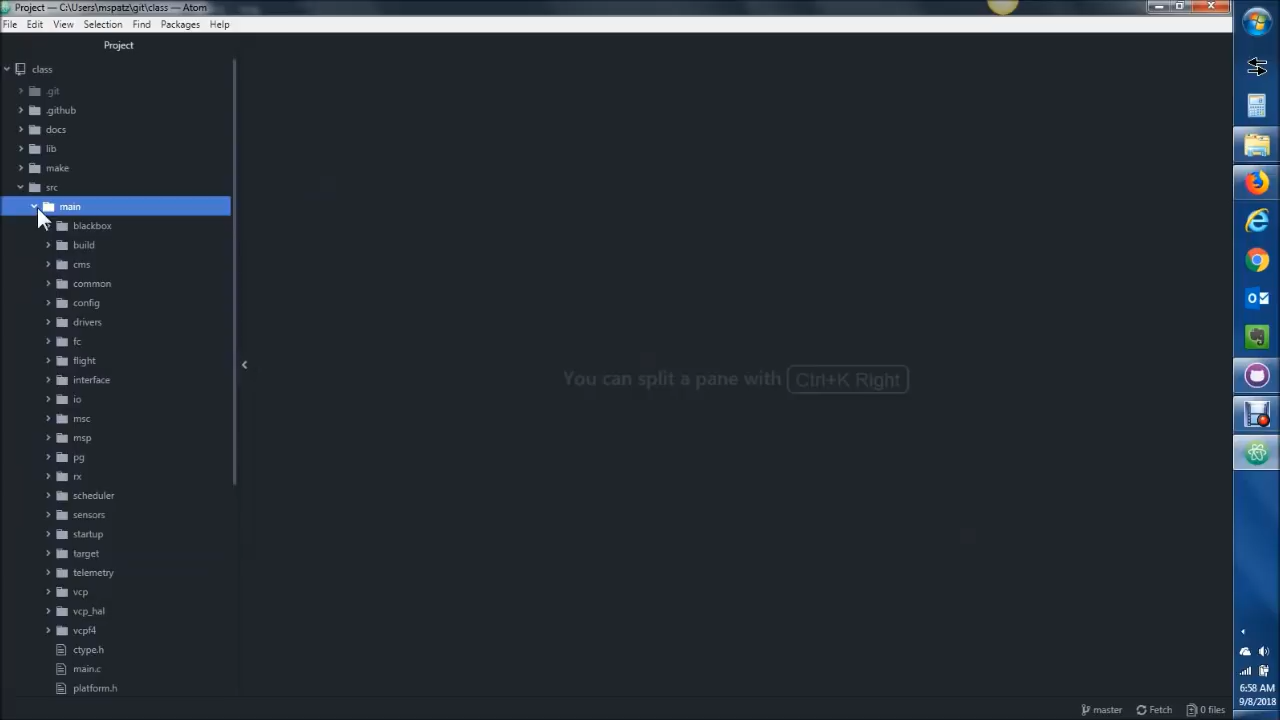 Project — C:\Users\mspatz\git\class — Atom
File Edit View Selection Find Packages Help
Project
class
.git
.github
docs
lib
make
src
main
blackbox
build
cms
common
config
drivers
fc
flight
interface
io
msc
msp
pg
rx
scheduler
sensors
startup
target
telemetry
vcp
vcp_hal
vcpf4
ctype.h
main.c
platform.h
You can split a pane with Ctrl+K Right
master Fetch 0 files
6:58 AM
9/8/2018